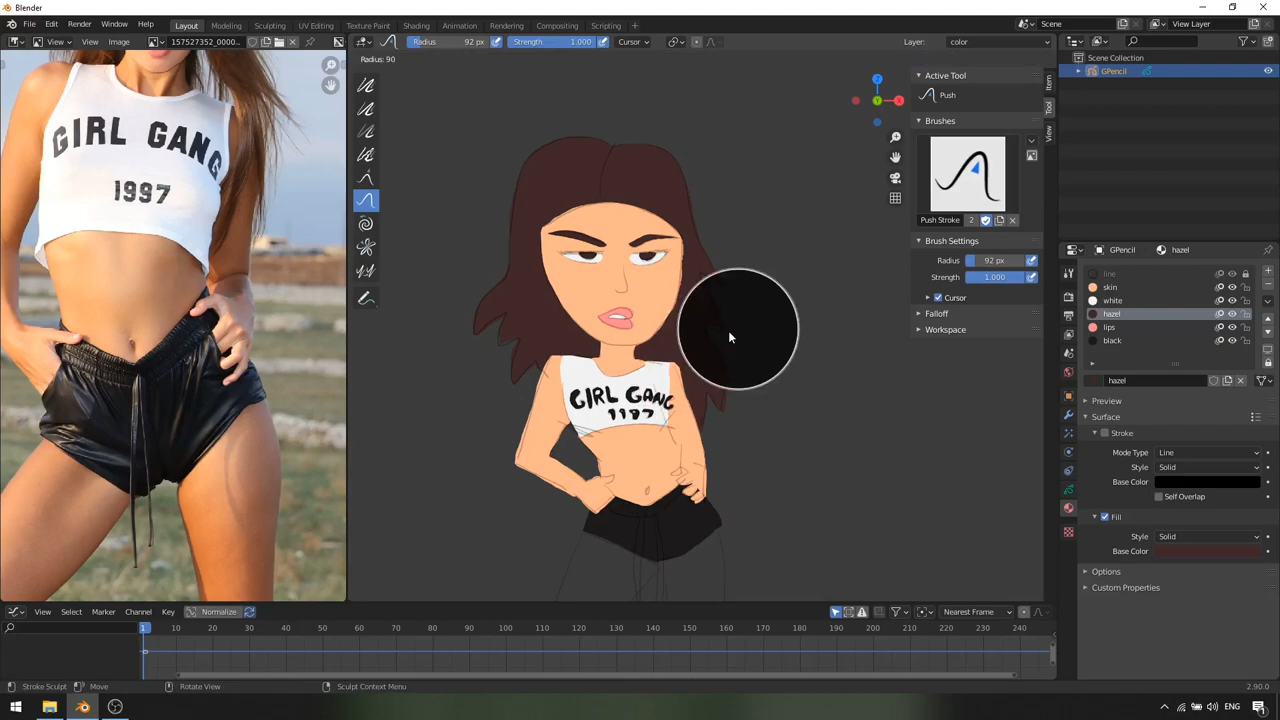 Blender
File Edit Render Window Help Layout Modeling Sculpting UV Editing Texture Paint Shading Animation Rendering Compositing Scripting + Scene View Layer
View View Image 157527352_0000... Radius 92 px Strength 1.000 Cursor Layer: color
Radius: 90
Scene Collection
GPencil
Active Tool
Push
Brushes
Push Stroke 2
Brush Settings
Radius 92 px
Strength 1.000
Cursor
Falloff
Workspace
Item
Tool
View
Z
Y
X
GIRL GANG
1997
GIRL GANG
1197
GPencil hazel
line
skin
white
hazel
lips
black
hazel
Preview
Surface
Stroke
Mode Type Line
Style Solid
Base Color
Self Overlap
Fill
Style Solid
Base Color
Options
Custom Properties
View Select Marker Channel Key Normalize Nearest Frame
1 10 20 30 40 50 60 70 80 90 100 110 120 130 140 150 160 170 180 190 200 210 220 230 240
Stroke Sculpt Move Rotate View Sculpt Context Menu 2.90.0
ENG